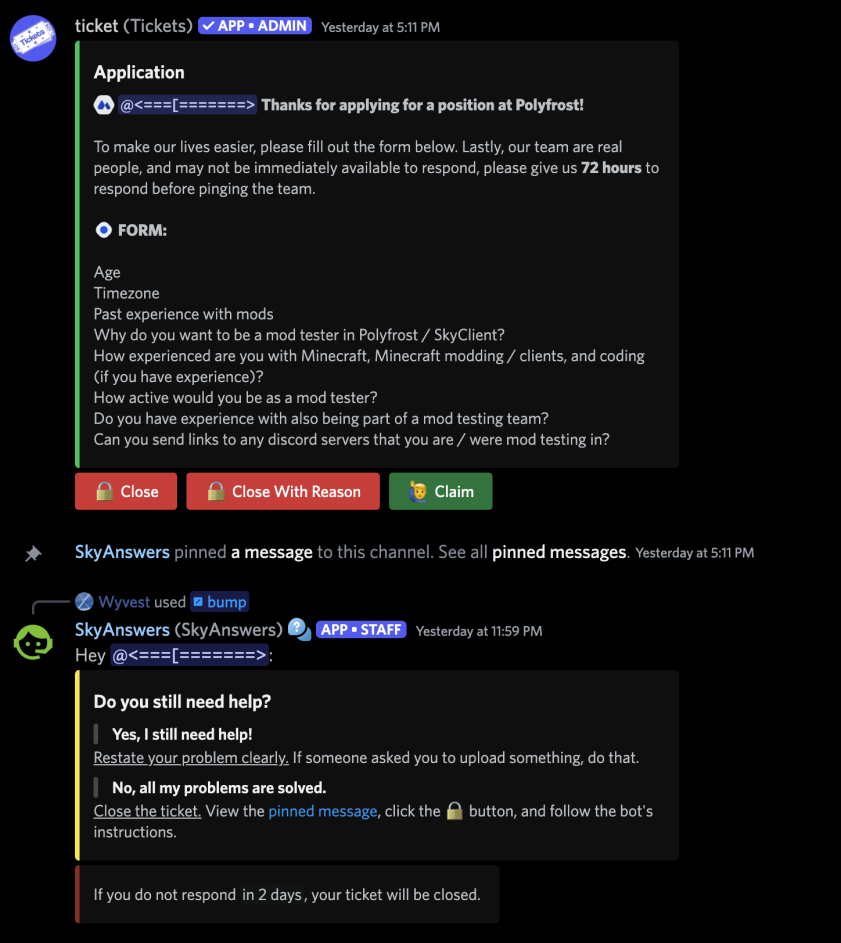 Tickets
ticket (Tickets) ✓ APP • ADMIN Yesterday at 5:11 PM
Application
@<===[=======> Thanks for applying for a position at Polyfrost!
To make our lives easier, please fill out the form below. Lastly, our team are real
people, and may not be immediately available to respond, please give us 72 hours to
respond before pinging the team.
FORM:
Age
Timezone
Past experience with mods
Why do you want to be a mod tester in Polyfrost / SkyClient?
How experienced are you with Minecraft, Minecraft modding / clients, and coding
(if you have experience)?
How active would you be as a mod tester?
Do you have experience with also being part of a mod testing team?
Can you send links to any discord servers that you are / were mod testing in?
🔒 Close 🔒 Close With Reason 🙋‍♂️ Claim
SkyAnswers pinned a message to this channel. See all pinned messages. Yesterday at 5:11 PM
Wyvest used bump
SkyAnswers (SkyAnswers) APP • STAFF Yesterday at 11:59 PM
Hey @<===[=======>:
Do you still need help?
Yes, I still need help!
Restate your problem clearly. If someone asked you to upload something, do that.
No, all my problems are solved.
Close the ticket. View the pinned message, click the 🔒 button, and follow the bot's
instructions.
If you do not respond in 2 days, your ticket will be closed.